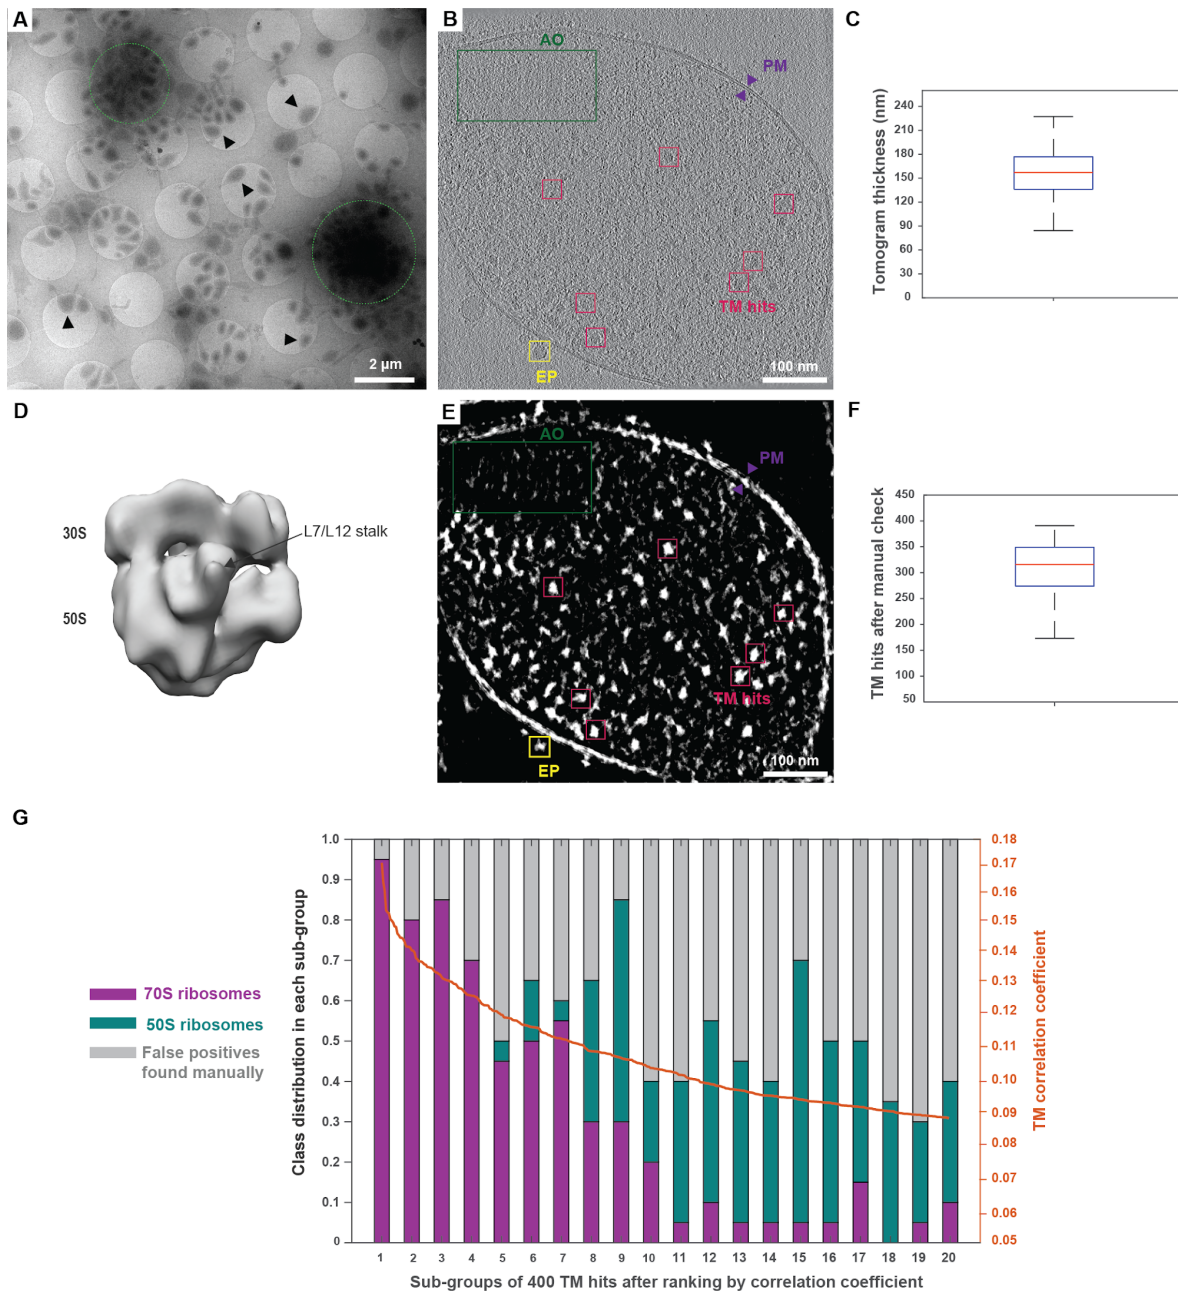 A
2 µm
B
AO
PM
TM hits
EP
100 nm
C
Tomogram thickness (nm)
240
210
180
150
120
90
60
30
0
D
30S
50S
L7/L12 stalk
E
AO
PM
TM hits
EP
100 nm
F
TM hits after manual check
450
400
350
300
250
200
150
100
50
G
70S ribosomes
50S ribosomes
False positives
found manually
Class distribution in each sub-group
1.0
0.9
0.8
0.7
0.6
0.5
0.4
0.3
0.2
0.1
0
0.18
0.17
0.16
0.15
0.14
0.13
0.12
0.11
0.10
0.09
0.08
0.07
0.06
0.05
TM correlation coefficient
1 2 3 4 5 6 7 8 9 10 11 12 13 14 15 16 17 18 19 20
Sub-groups of 400 TM hits after ranking by correlation coefficient